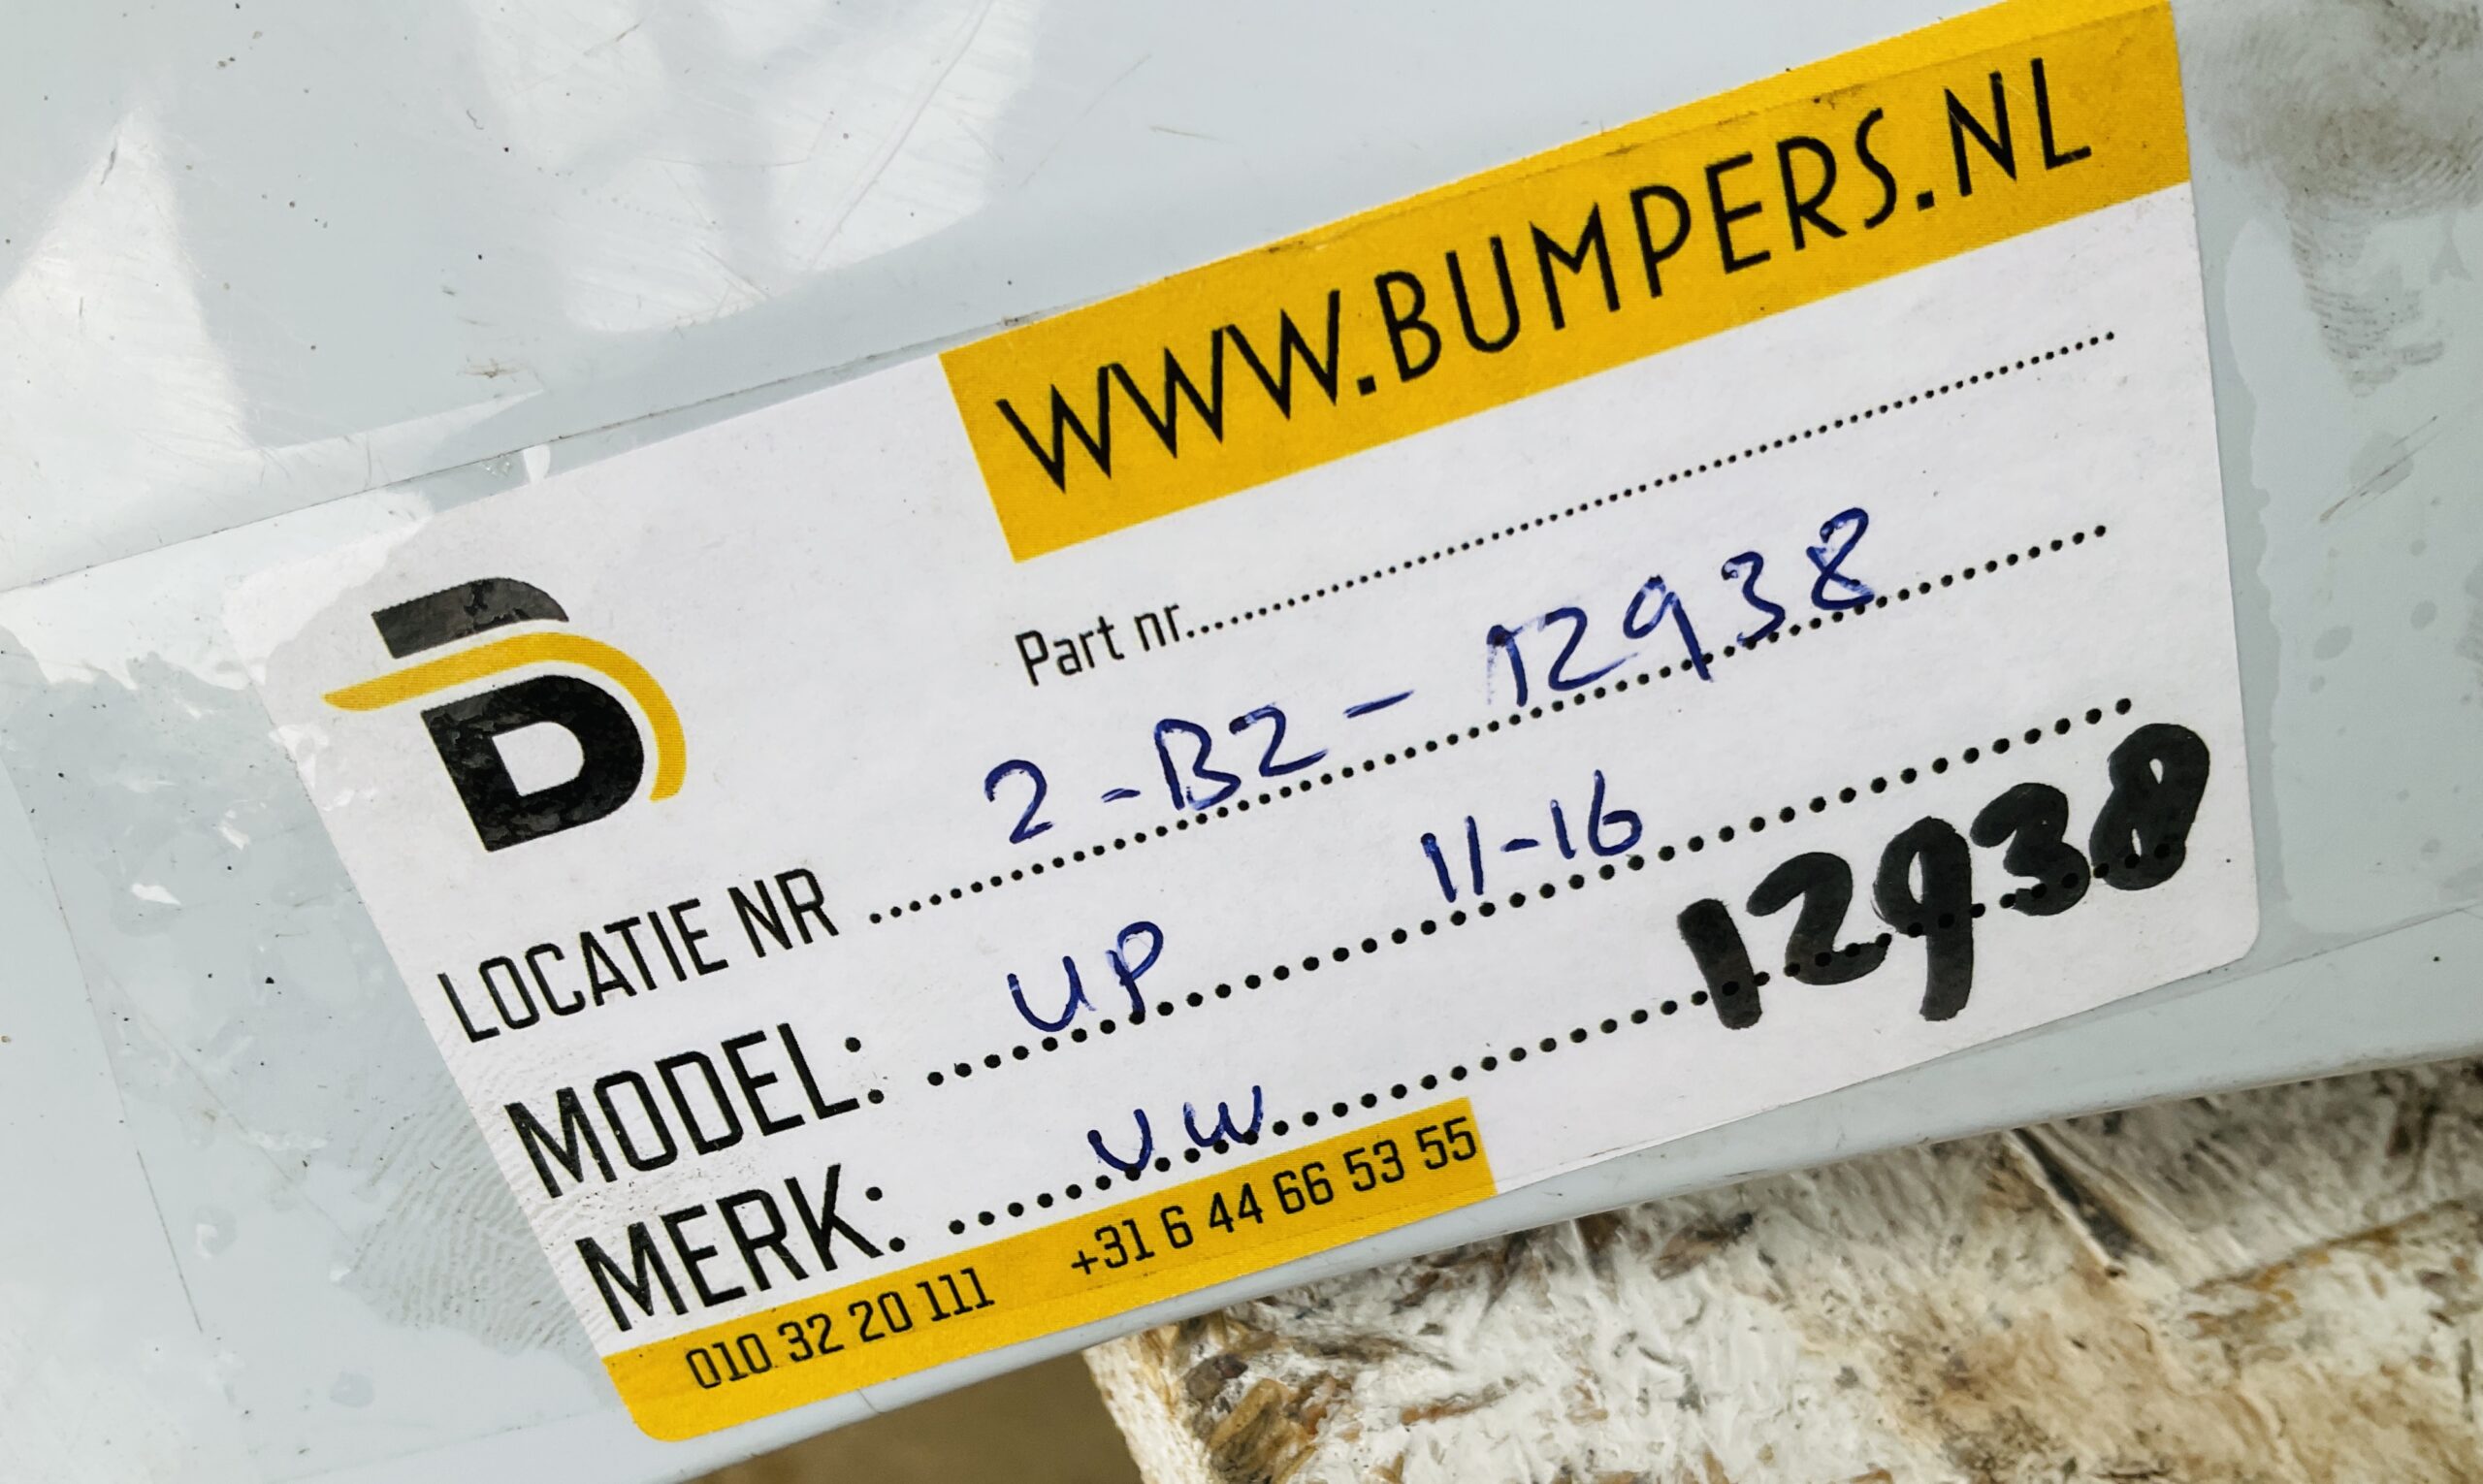 WWW.BUMPERS.NL
Part nr........................................
LOCATIE NR 2-B2-12938
MODEL: UP 11-16
MERK: VW 12938
010 32 20 111 +31 6 44 66 53 55